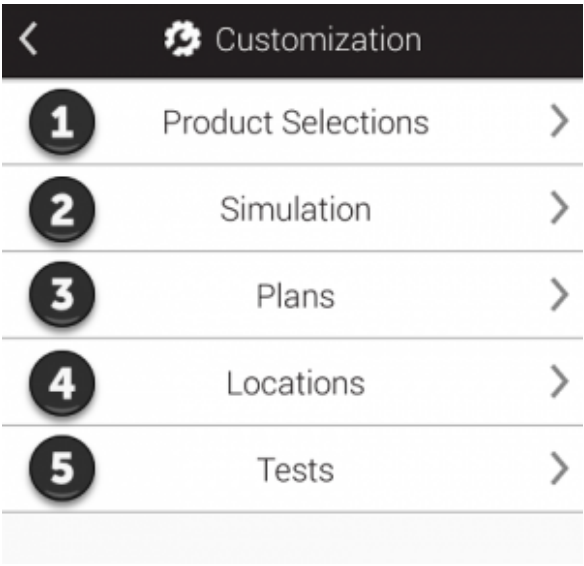 Customization
1 Product Selections
2 Simulation
3 Plans
4 Locations
5 Tests